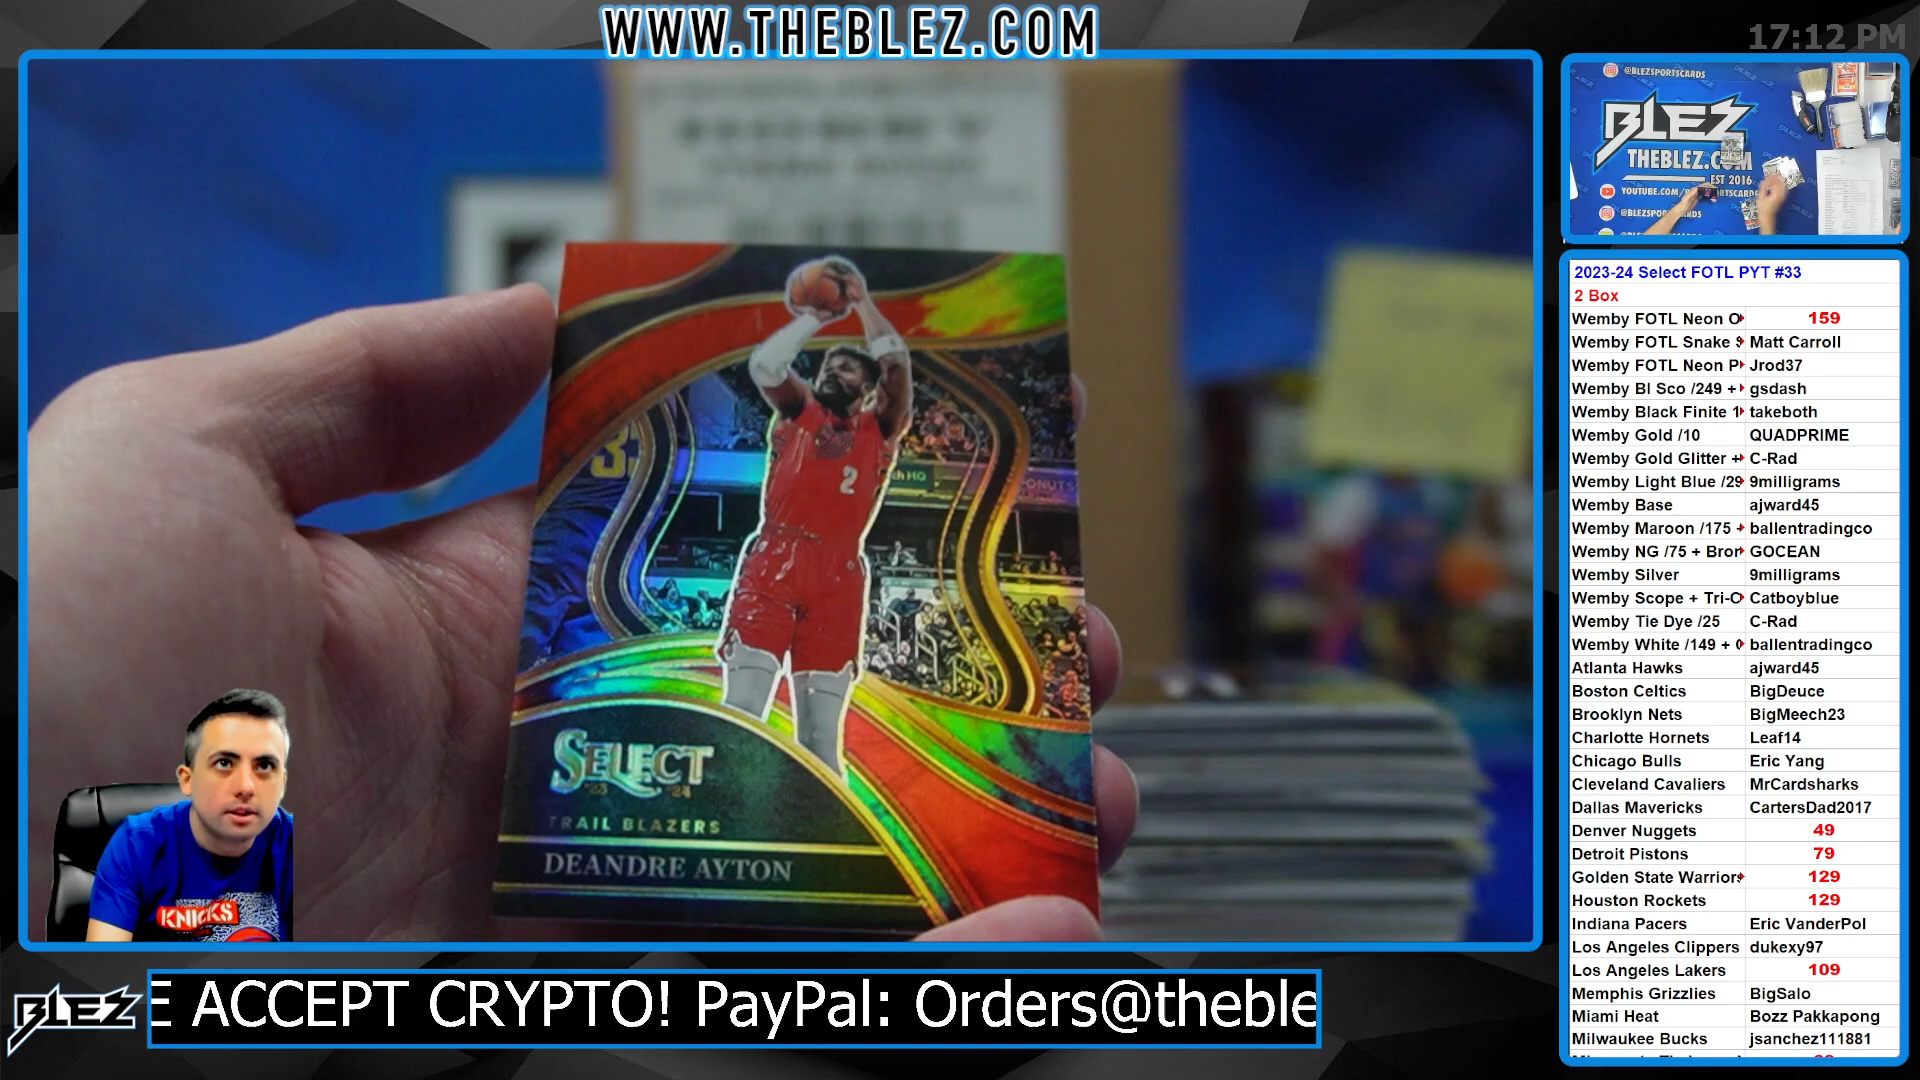 WWW.THEBLEZ.COM
17:12 PM
@BLEZSPORTSCARDS
BLEZ
THEBLEZ.COM
EST 2016
@BLEZSPORTSCARDS
2
SELECT
23 24
TRAIL BLAZERS
DEANDRE AYTON
KNICKS
BLEZ
E ACCEPT CRYPTO! PayPal: Orders@theble
2023-24 Select FOTL PYT #33
2 Box
Wemby FOTL Neon O 159
Wemby FOTL Snake Matt Carroll
Wemby FOTL Neon P Jrod37
Wemby Bl Sco /249 + gsdash
Wemby Black Finite 1 takeboth
Wemby Gold /10 QUADPRIME
Wemby Gold Glitter + C-Rad
Wemby Light Blue /29 9milligrams
Wemby Base ajward45
Wemby Maroon /175 + ballentradingco
Wemby NG /75 + Bron GOCEAN
Wemby Silver 9milligrams
Wemby Scope + Tri-C Catboyblue
Wemby Tie Dye /25 C-Rad
Wemby White /149 + ballentradingco
Atlanta Hawks ajward45
Boston Celtics BigDeuce
Brooklyn Nets BigMeech23
Charlotte Hornets Leaf14
Chicago Bulls Eric Yang
Cleveland Cavaliers MrCardsharks
Dallas Mavericks CartersDad2017
Denver Nuggets 49
Detroit Pistons 79
Golden State Warriors 129
Houston Rockets 129
Indiana Pacers Eric VanderPol
Los Angeles Clippers dukexy97
Los Angeles Lakers 109
Memphis Grizzlies BigSalo
Miami Heat Bozz Pakkapong
Milwaukee Bucks jsanchez111881